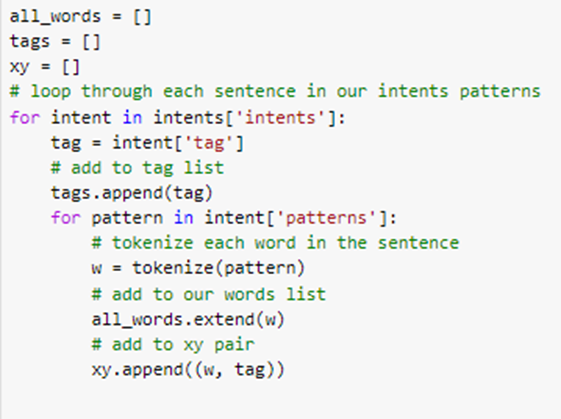 all_words = []
tags = []
xy = []
# loop through each sentence in our intents patterns
for intent in intents['intents']:
    tag = intent['tag']
    # add to tag list
    tags.append(tag)
    for pattern in intent['patterns']:
        # tokenize each word in the sentence
        w = tokenize(pattern)
        # add to our words list
        all_words.extend(w)
        # add to xy pair
        xy.append((w, tag))